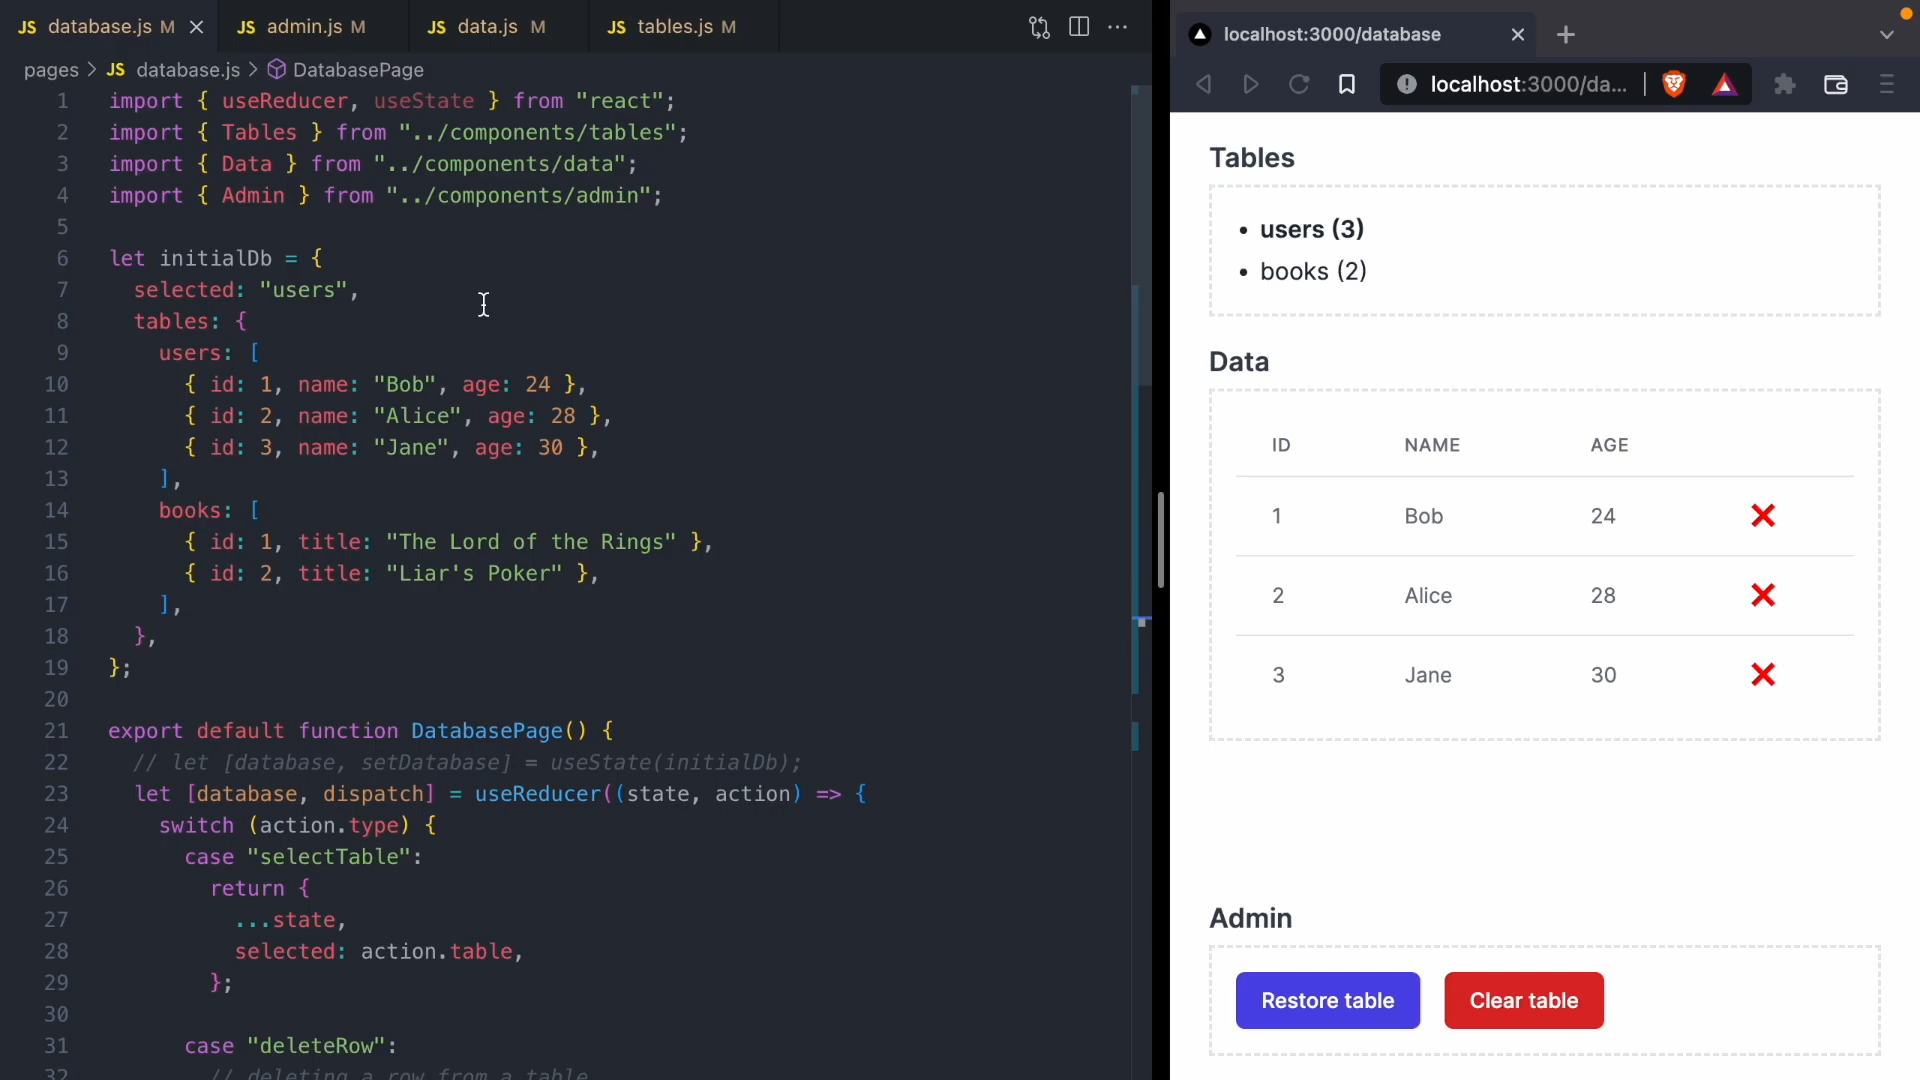 JS database.js M
JS admin.js M
JS data.js M
JS tables.js M
pages > JS database.js > DatabasePage
1 import { useReducer, useState } from "react";
2 import { Tables } from "../components/tables";
3 import { Data } from "../components/data";
4 import { Admin } from "../components/admin";
5
6 let initialDb = {
7 selected: "users",
8 tables: {
9 users: [
10 { id: 1, name: "Bob", age: 24 },
11 { id: 2, name: "Alice", age: 28 },
12 { id: 3, name: "Jane", age: 30 },
13 ],
14 books: [
15 { id: 1, title: "The Lord of the Rings" },
16 { id: 2, title: "Liar's Poker" },
17 ],
18 },
19 };
20
21 export default function DatabasePage() {
22 // let [database, setDatabase] = useState(initialDb);
23 let [database, dispatch] = useReducer((state, action) => {
24 switch (action.type) {
25 case "selectTable":
26 return {
27 ...state,
28 selected: action.table,
29 };
30
31 case "deleteRow":
32 // deleting a row from a table
localhost:3000/database
localhost:3000/da...
Tables
• users (3)
• books (2)
Data
ID NAME AGE
1 Bob 24
2 Alice 28
3 Jane 30
Admin
Restore table
Clear table